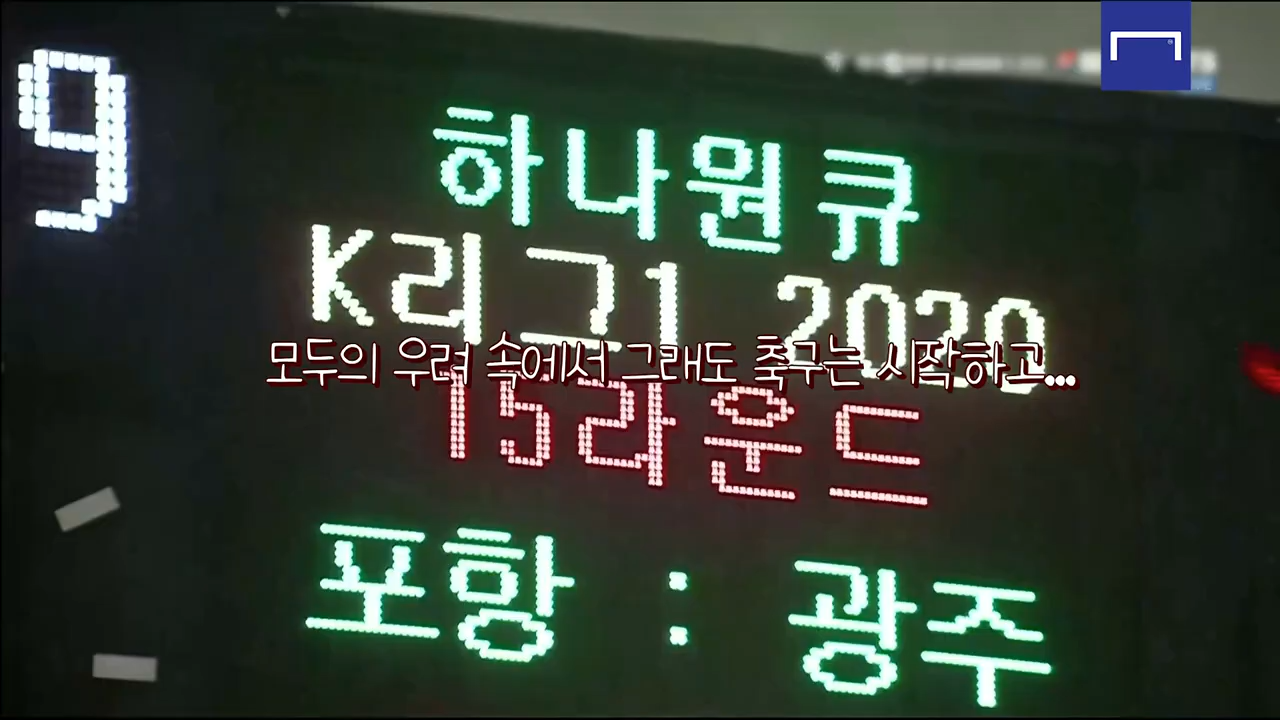 9
하나원큐
K리그1 2020
모두의 우려 속에서 그래도 축구는 시작하고...
15라운드
포항 : 광주